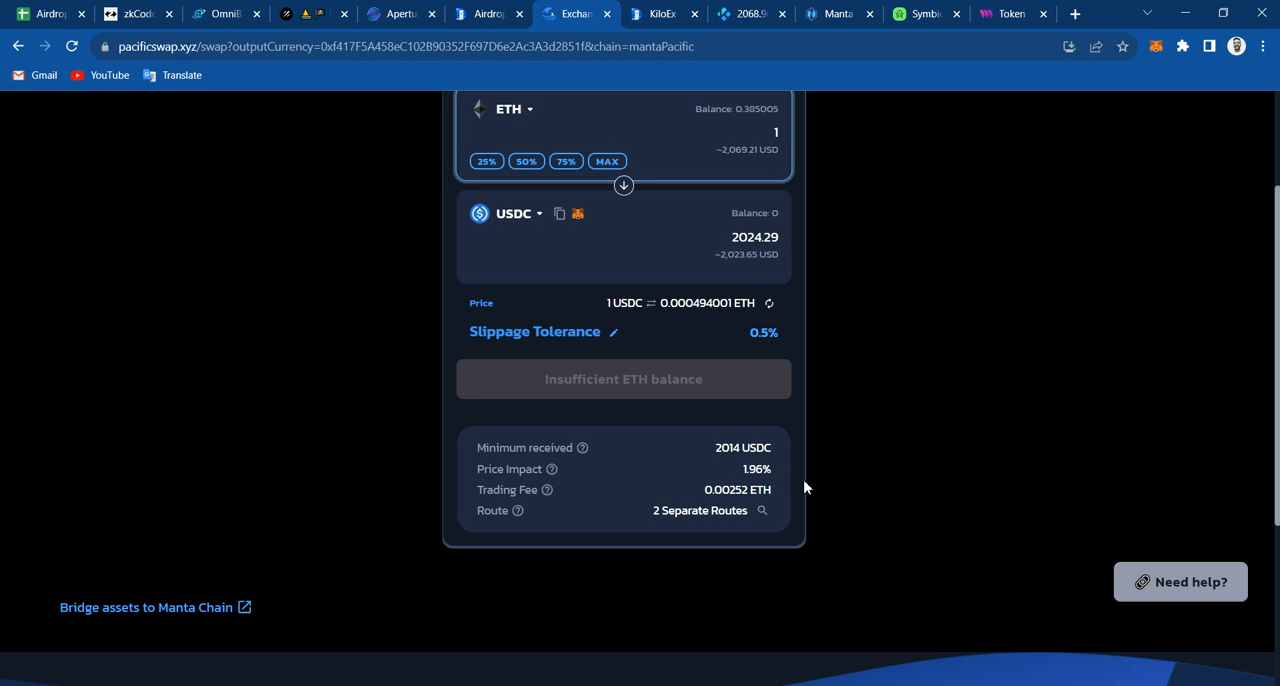 Airdrop
zkCode
OmniB
Apertu
Airdrop
Exchan
KiloEx
2068.9
Manta
Symbio
Token
pacificswap.xyz/swap?outputCurrency=0xf417F5A458eC102B90352F697D6e2Ac3A3d2851f&chain=mantaPacific
Gmail YouTube Translate
ETH Balance: 0.385005
1
~2,069.21 USD
25% 50% 75% MAX
USDC Balance: 0
2024.29
~2,023.65 USD
Price 1 USDC ⇄ 0.000494001 ETH
Slippage Tolerance 0.5%
Insufficient ETH balance
Minimum received 2014 USDC
Price Impact 1.96%
Trading Fee 0.00252 ETH
Route 2 Separate Routes
Need help?
Bridge assets to Manta Chain